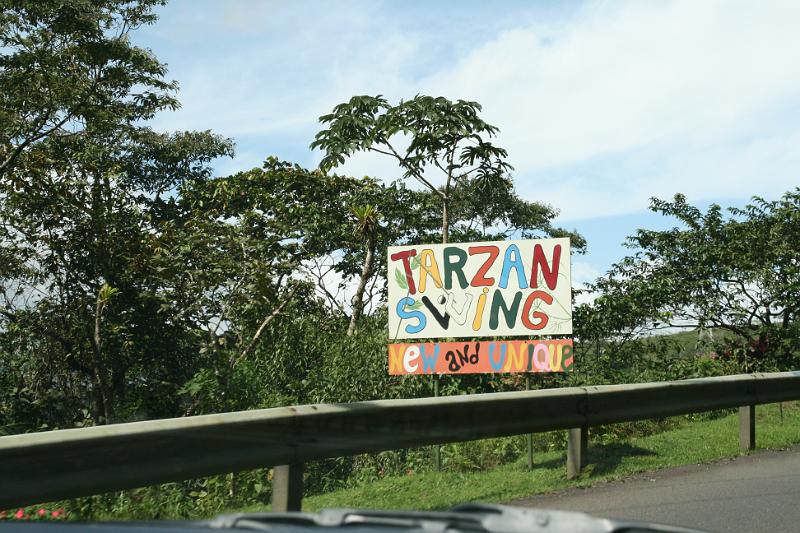 TARZAN
SWiNG
NeW and UNiQUe